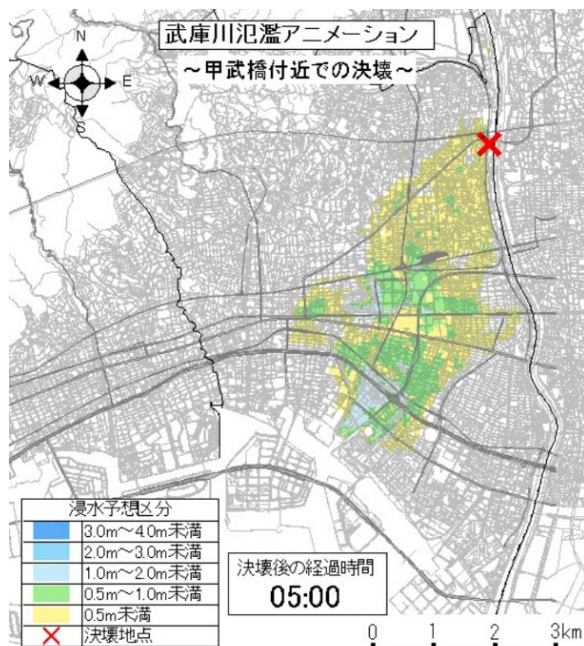 武庫川氾濫アニメーション
～甲武橋付近での決壊～
N
W
E
S
浸水予想区分
3.0m～4.0m未満
2.0m～3.0m未満
1.0m～2.0m未満
0.5m～1.0m未満
0.5m未満
決壊地点
決壊後の経過時間
05:00
0 1 2 3km